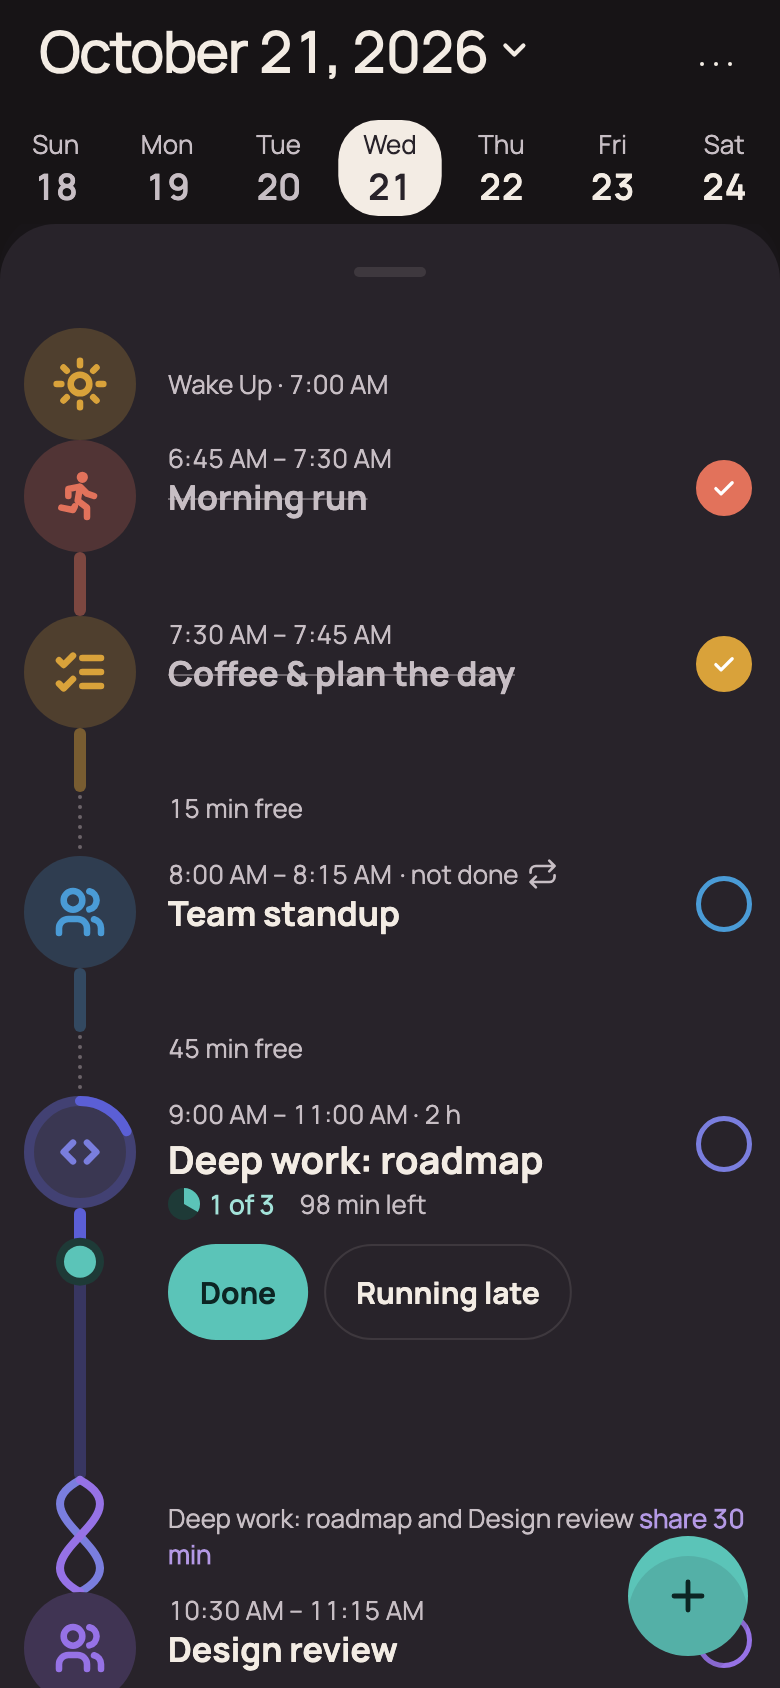 October 21, 2026
...
Sun Mon Tue Wed Thu Fri Sat
18 19 20 21 22 23 24
Wake Up · 7:00 AM
6:45 AM – 7:30 AM
Morning run
7:30 AM – 7:45 AM
Coffee & plan the day
15 min free
8:00 AM – 8:15 AM · not done
Team standup
45 min free
9:00 AM – 11:00 AM · 2 h
Deep work: roadmap
1 of 3 98 min left
Done Running late
Deep work: roadmap and Design review share 30
min
10:30 AM – 11:15 AM
Design review